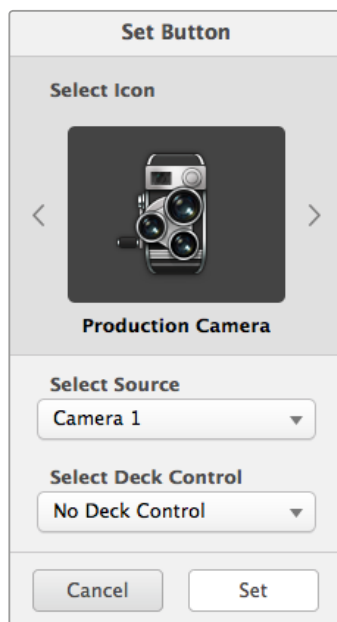 Set Button
Select Icon
Production Camera
Select Source
Camera 1
Select Deck Control
No Deck Control
Cancel
Set